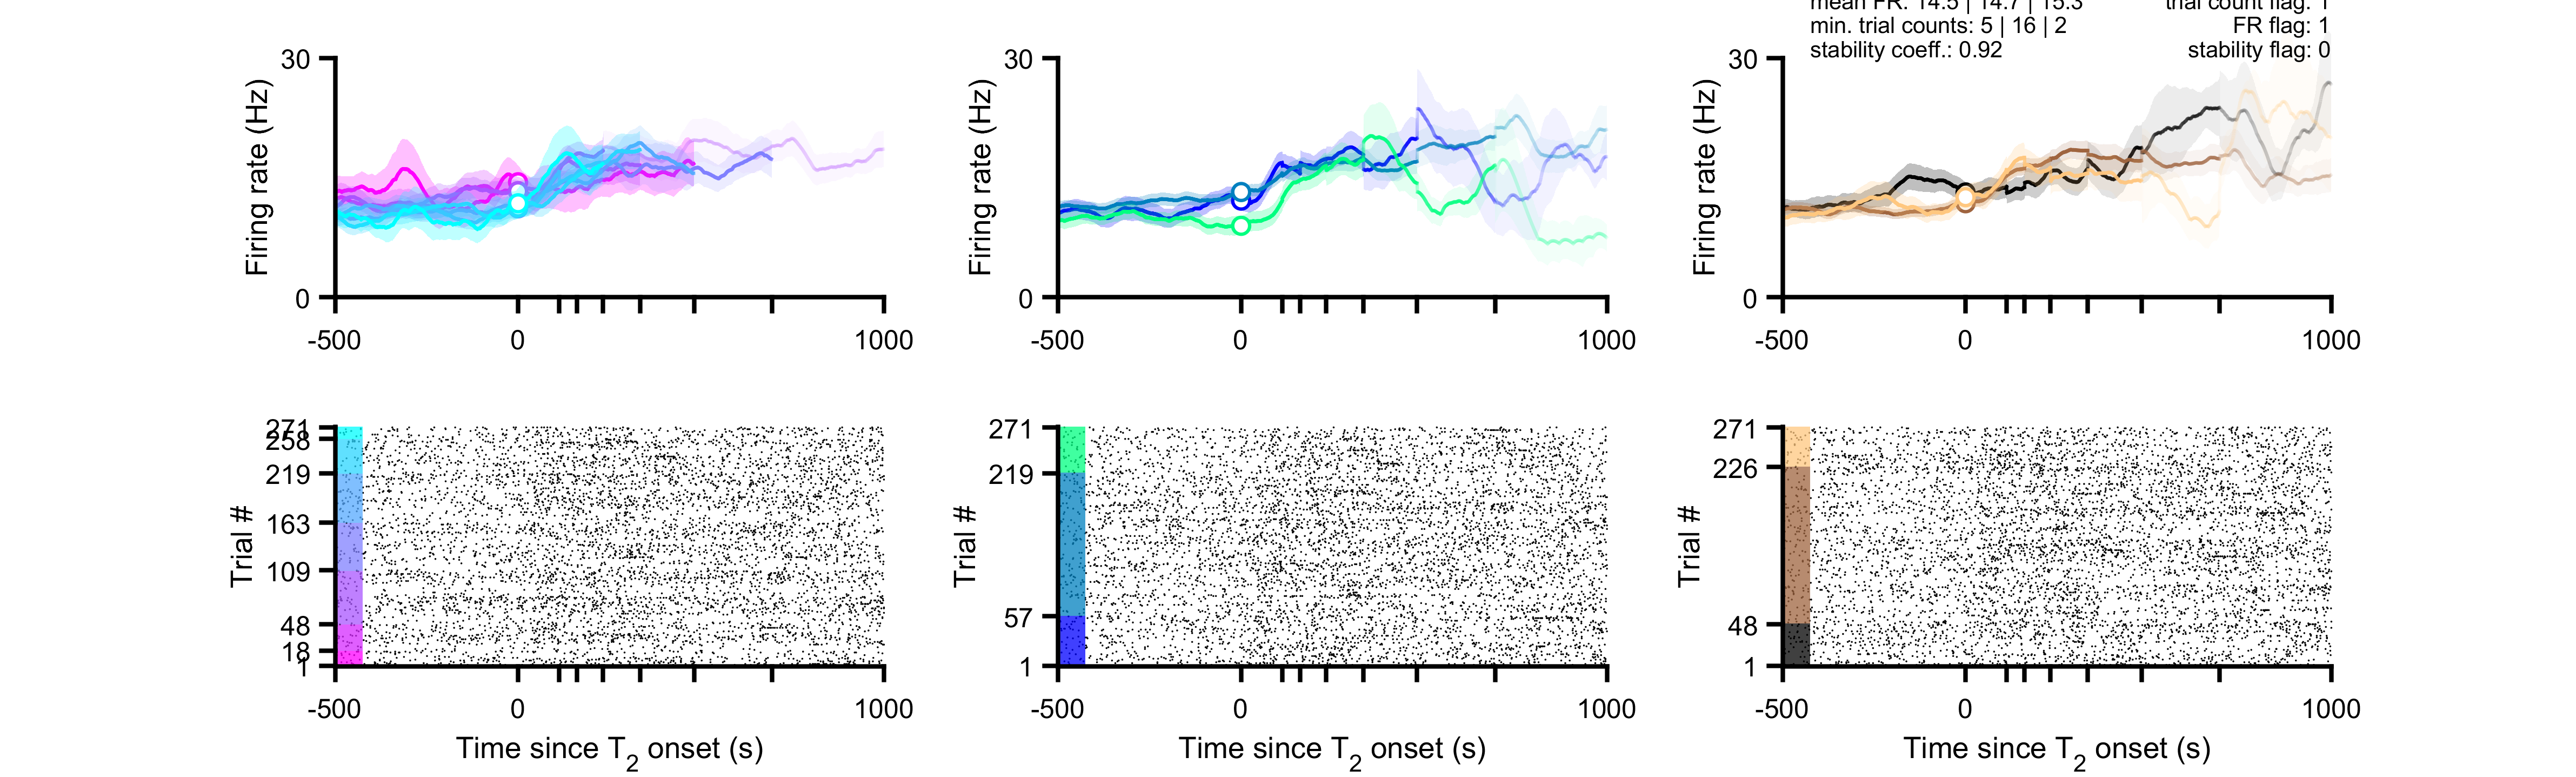 mean FR: 14.5 | 14.7 | 15.3 trial count flag: 1
min. trial counts: 5 | 16 | 2 FR flag: 1
stability coeff.: 0.92 stability flag: 0
30 30 30
Firing rate (Hz) Firing rate (Hz) Firing rate (Hz)
0 0 0
-500 0 1000 -500 0 1000 -500 0 1000
271 271 271
258
219 219 226
163
Trial # Trial # Trial #
109
48 57 48
18
1 1 1
-500 0 1000 -500 0 1000 -500 0 1000
Time since T2 onset (s) Time since T2 onset (s) Time since T2 onset (s)